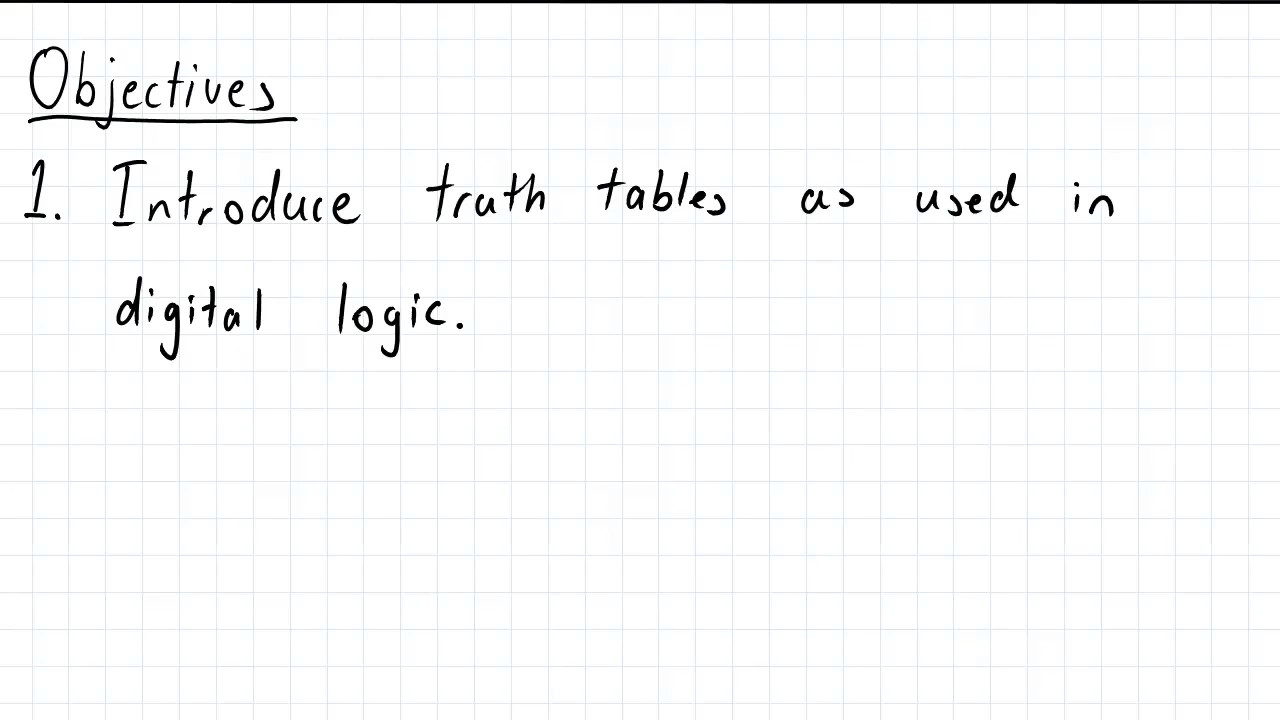 Objectives
1. Introduce truth tables as used in
digital logic.